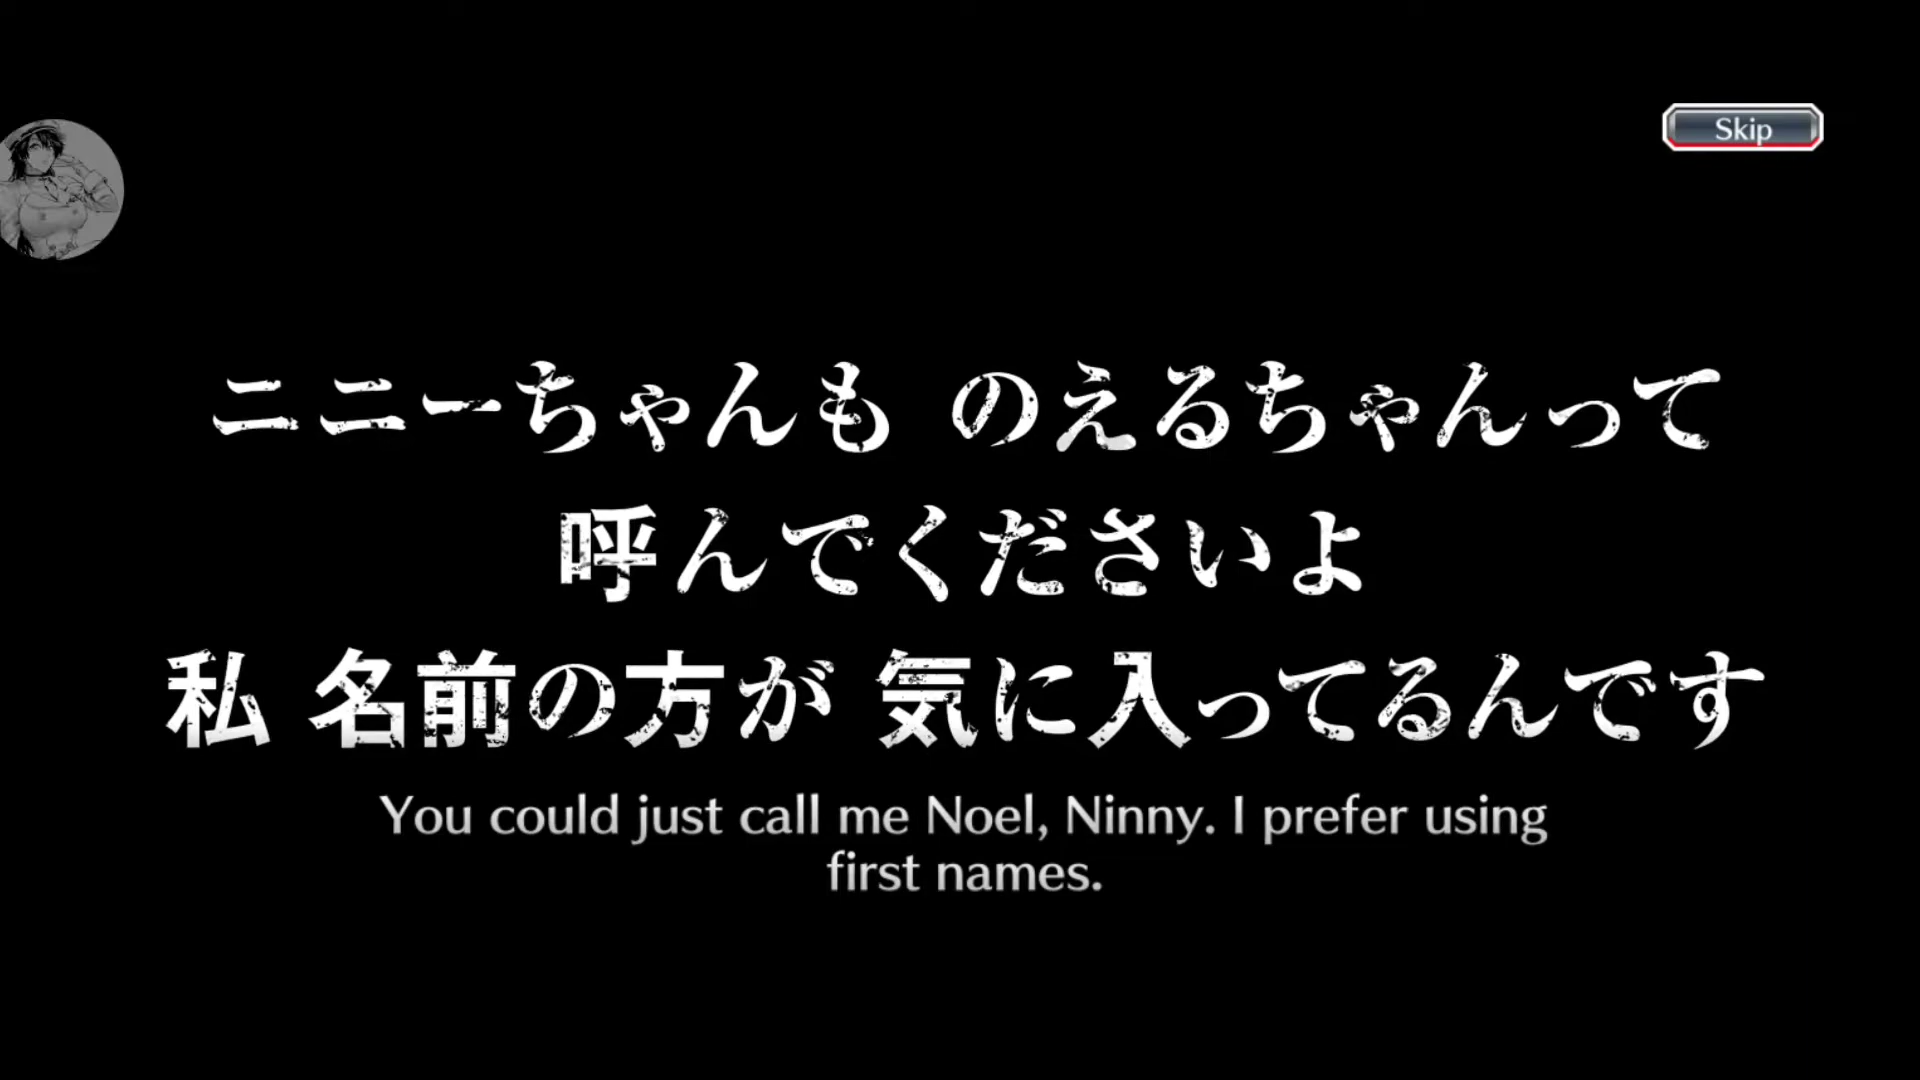 Skip
ニニーちゃんも のえるちゃんって
呼んでくださいよ
私 名前の方が 気に入ってるんです
You could just call me Noel, Ninny. I prefer using
first names.